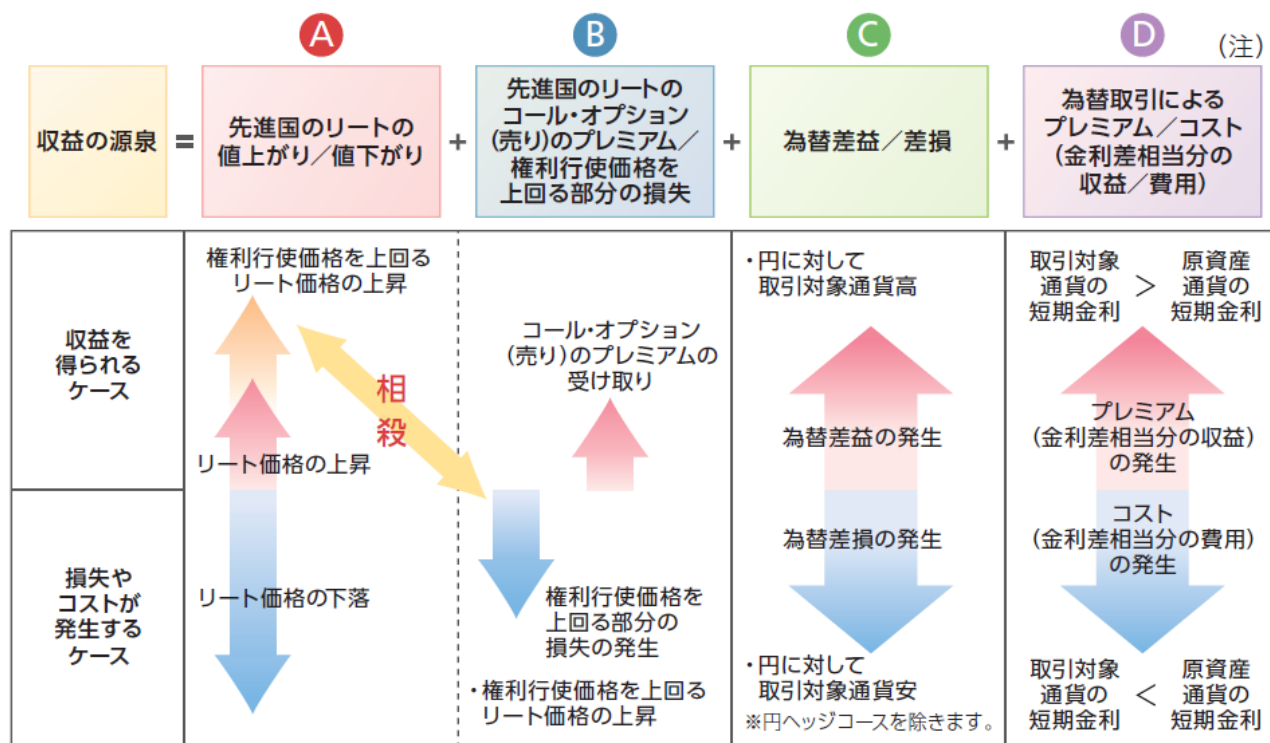 A
B
C
D
(注)
収益の源泉
=
先進国のリートの
値上がり/値下がり
+
先進国のリートの
コール・オプション
(売り)のプレミアム/
権利行使価格を
上回る部分の損失
+
為替差益/差損
+
為替取引による
プレミアム/コスト
(金利差相当分の
収益/費用)
収益を
得られる
ケース
権利行使価格を上回る
リート価格の上昇
相
殺
リート価格の上昇
コール・オプション
(売り)のプレミアムの
受け取り
・円に対して
取引対象通貨高
為替差益の発生
取引対象
通貨の
短期金利
>
原資産
通貨の
短期金利
プレミアム
(金利差相当分の収益)
の発生
損失や
コストが
発生する
ケース
リート価格の下落
権利行使価格を
上回る部分の
損失の発生
・権利行使価格を上回る
リート価格の上昇
為替差損の発生
・円に対して
取引対象通貨安
※円ヘッジコースを除きます。
コスト
(金利差相当分の費用)
の発生
取引対象
通貨の
短期金利
<
原資産
通貨の
短期金利